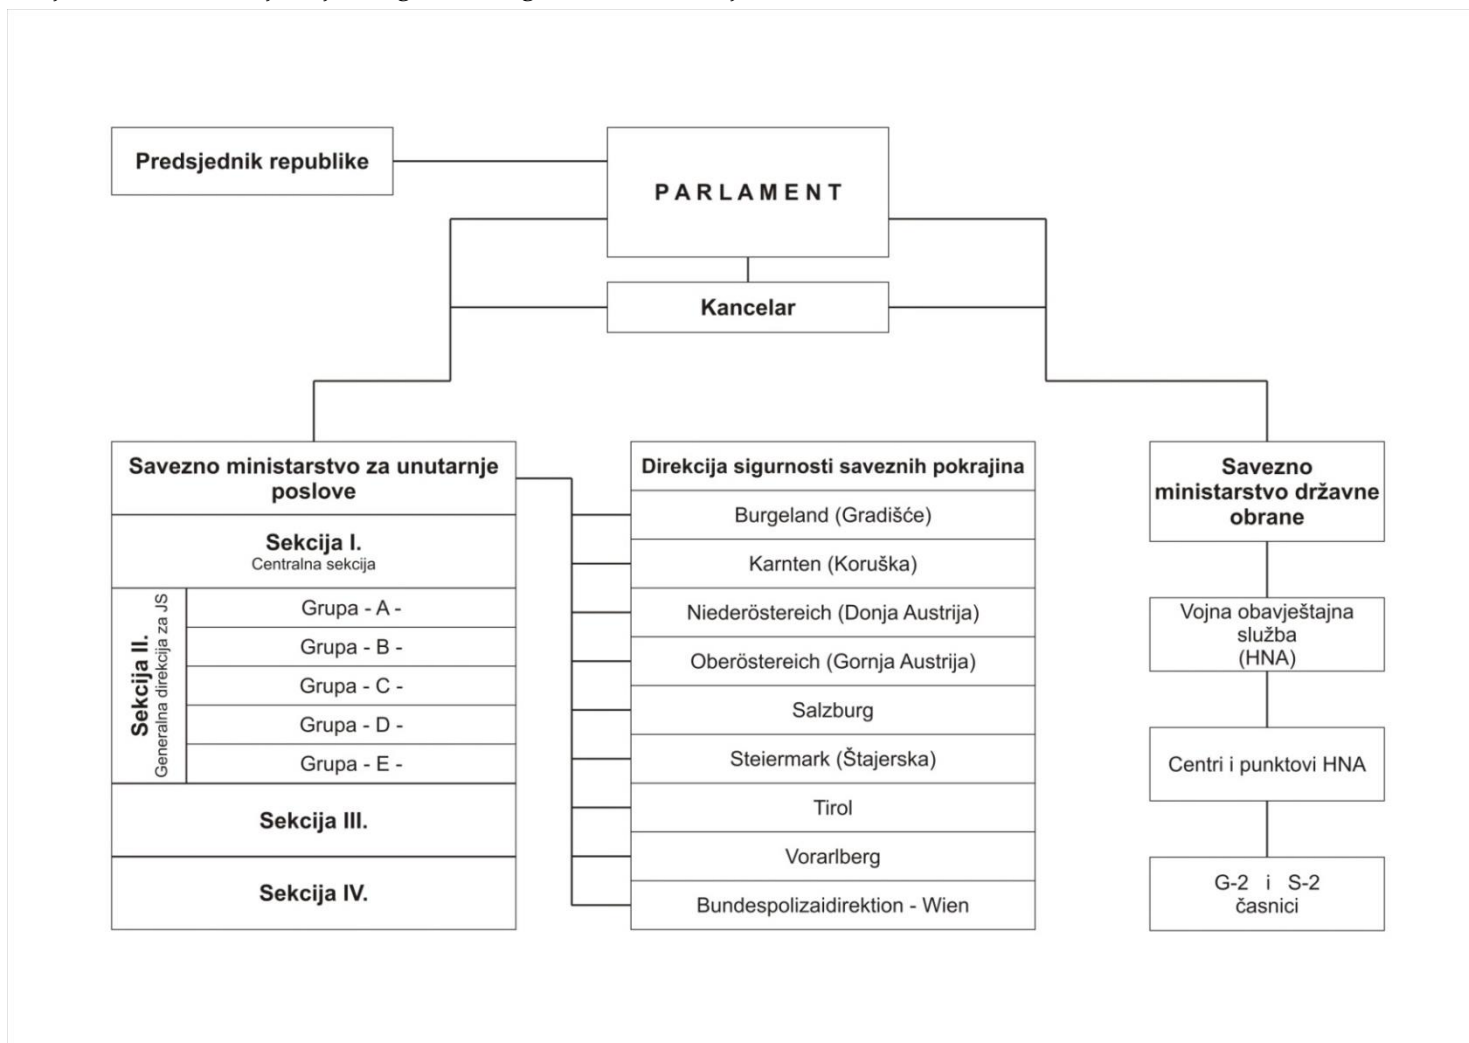 Predsjednik republike
PARLAMENT
Kancelar
Savezno ministarstvo za unutarnje
poslove
Sekcija I.
Centralna sekcija
Sekcija II.
Generalna direkcija za JS
Grupa - A -
Grupa - B -
Grupa - C -
Grupa - D -
Grupa - E -
Sekcija III.
Sekcija IV.
Direkcija sigurnosti saveznih pokrajina
Burgeland (Gradišće)
Karnten (Koruška)
Niederöstereich (Donja Austrija)
Oberöstereich (Gornja Austrija)
Salzburg
Steiermark (Štajerska)
Tirol
Vorarlberg
Bundespolizaidirektion - Wien
Savezno
ministarstvo državne
obrane
Vojna obavještajna
služba
(HNA)
Centri i punktovi HNA
G-2 i S-2
časnici